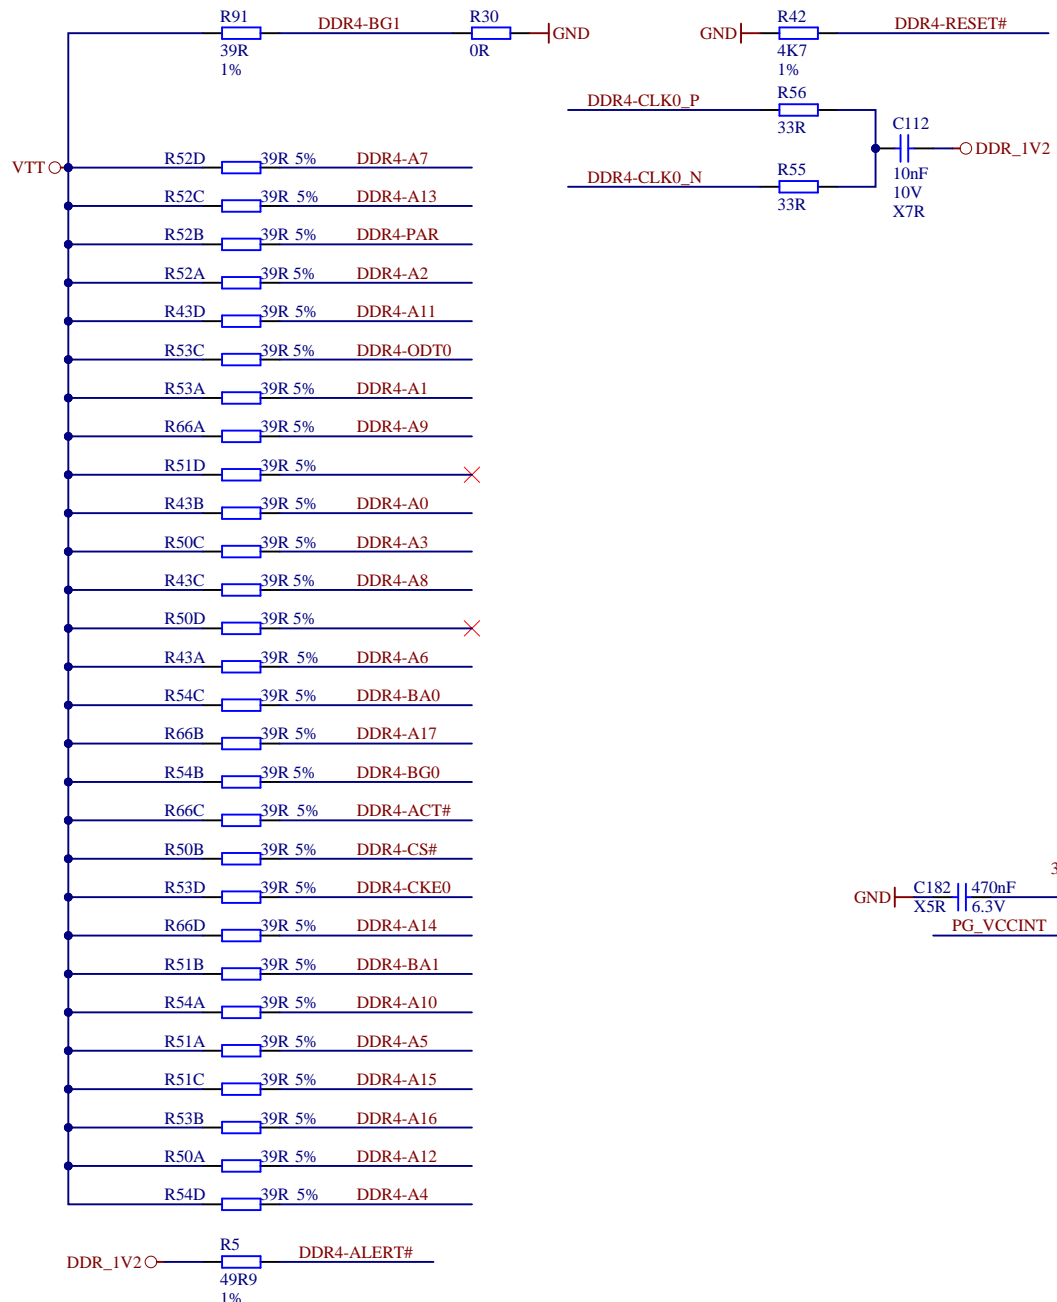 R91 DDR4-BG1 R30 R42 DDR4-RESET#
GND GND
39R 0R 4K7
1% 1%
DDR4-CLK0_P R56
33R C112
VTT DDR_1V2
10nF
DDR4-CLK0_N R55 10V
33R X7R
R52D 39R 5% DDR4-A7
R52C 39R 5% DDR4-A13
R52B 39R 5% DDR4-PAR
R52A 39R 5% DDR4-A2
R43D 39R 5% DDR4-A11
R53C 39R 5% DDR4-ODT0
R53A 39R 5% DDR4-A1
R66A 39R 5% DDR4-A9
R51D 39R 5%
R43B 39R 5% DDR4-A0
R50C 39R 5% DDR4-A3
R43C 39R 5% DDR4-A8
R50D 39R 5%
R43A 39R 5% DDR4-A6
R54C 39R 5% DDR4-BA0
R66B 39R 5% DDR4-A17
R54B 39R 5% DDR4-BG0
R66C 39R 5% DDR4-ACT#
R50B 39R 5% DDR4-CS#
R53D 39R 5% DDR4-CKE0
R66D 39R 5% DDR4-A14
R51B 39R 5% DDR4-BA1
R54A 39R 5% DDR4-A10
R51A 39R 5% DDR4-A5
R51C 39R 5% DDR4-A15
R53B 39R 5% DDR4-A16
R50A 39R 5% DDR4-A12
R54D 39R 5% DDR4-A4
3
GND C182 470nF
X5R 6.3V
PG_VCCINT
R5 DDR4-ALERT#
DDR_1V2
49R9
1%